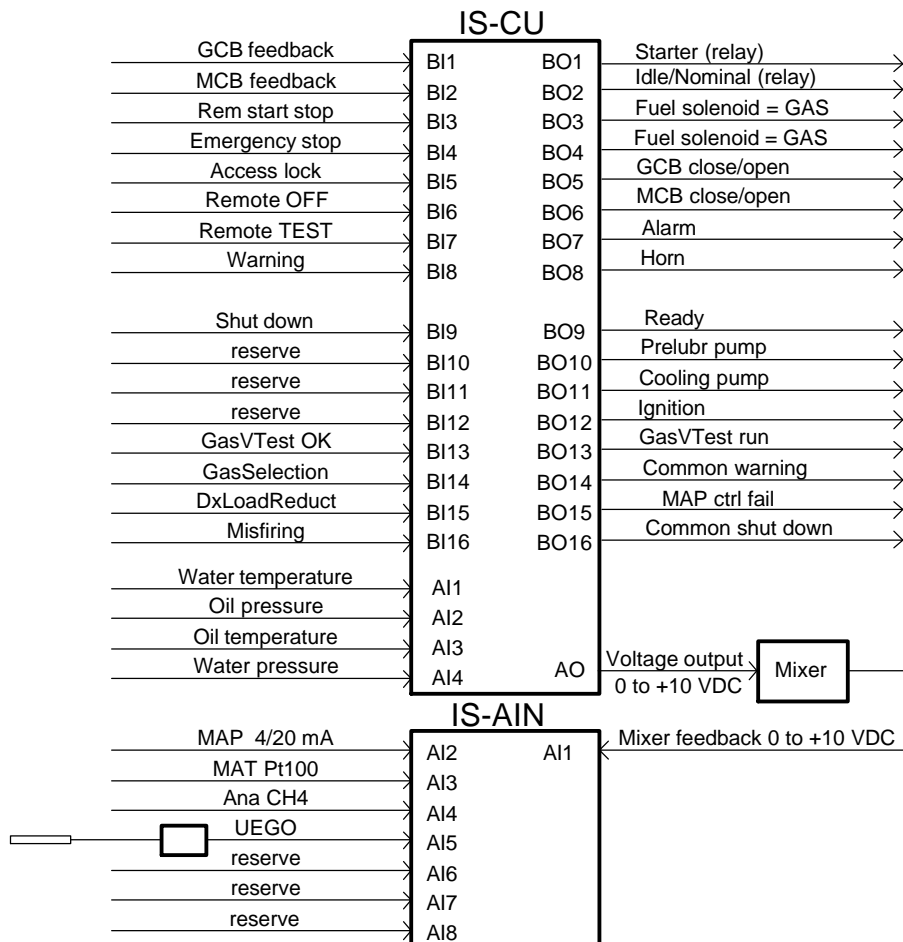 IS-CU
GCB feedback BI1 BO1 Starter (relay)
MCB feedback BI2 BO2 Idle/Nominal (relay)
Rem start stop BI3 BO3 Fuel solenoid = GAS
Emergency stop BI4 BO4 Fuel solenoid = GAS
Access lock BI5 BO5 GCB close/open
Remote OFF BI6 BO6 MCB close/open
Remote TEST BI7 BO7 Alarm
Warning BI8 BO8 Horn
Shut down BI9 BO9 Ready
reserve BI10 BO10 Prelubr pump
reserve BI11 BO11 Cooling pump
reserve BI12 BO12 Ignition
GasVTest OK BI13 BO13 GasVTest run
GasSelection BI14 BO14 Common warning
DxLoadReduct BI15 BO15 MAP ctrl fail
Misfiring BI16 BO16 Common shut down
Water temperature AI1
Oil pressure AI2
Oil temperature AI3
Water pressure AI4 AO Voltage output Mixer
0 to +10 VDC
IS-AIN
MAP 4/20 mA AI2 AI1 Mixer feedback 0 to +10 VDC
MAT Pt100 AI3
Ana CH4 AI4
UEGO AI5
reserve AI6
reserve AI7
reserve AI8